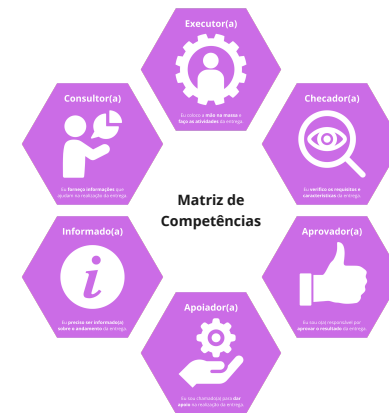 Executor(a)
Eu coloco a mão na massa e
faço as atividades da entrega.
Consultor(a)
Eu forneço informações que
ajudam na realização da entrega.
Checador(a)
Eu verifico os requisitos e
características da entrega.
Matriz de
Competências
Informado(a)
Eu preciso ser informado(a)
sobre o andamento da entrega.
Aprovador(a)
Eu sou o(a) responsável por
aprovar o resultado da entrega.
Apoiador(a)
Eu sou chamado(a) para dar
apoio na realização da entrega.